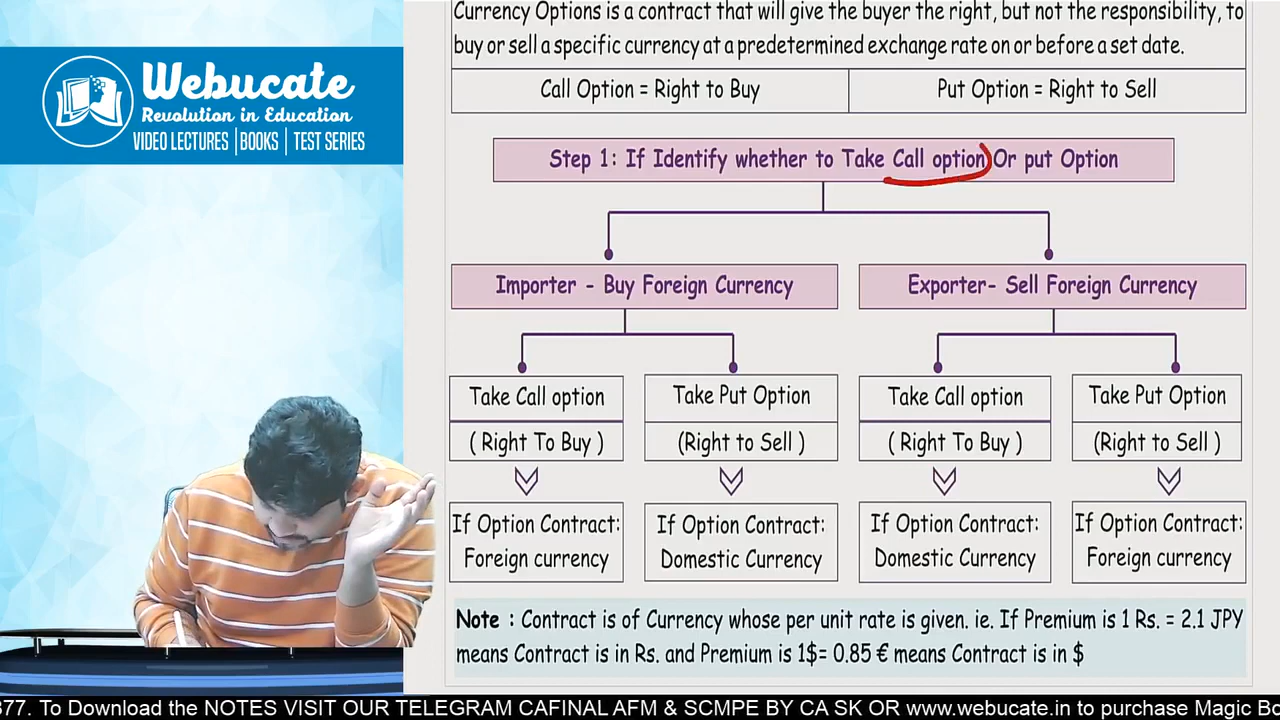 Currency Options is a contract that will give the buyer the right, but not the responsibility, to
buy or sell a specific currency at a predetermined exchange rate on or before a set date.
Call Option = Right to Buy
Put Option = Right to Sell
Webucate
Revolution in Education
VIDEO LECTURES | BOOKS | TEST SERIES
Step 1: If Identify whether to Take Call option Or put Option
Importer - Buy Foreign Currency
Exporter- Sell Foreign Currency
Take Call option
( Right To Buy )
If Option Contract:
Foreign currency
Take Put Option
(Right to Sell )
If Option Contract:
Domestic Currency
Take Call option
( Right To Buy )
If Option Contract:
Domestic Currency
Take Put Option
(Right to Sell )
If Option Contract:
Foreign currency
Note : Contract is of Currency whose per unit rate is given. ie. If Premium is 1 Rs. = 2.1 JPY
means Contract is in Rs. and Premium is 1$= 0.85 € means Contract is in $
377. To Download the NOTES VISIT OUR TELEGRAM CAFINAL AFM & SCMPE BY CA SK OR www.webucate.in to purchase Magic Bo